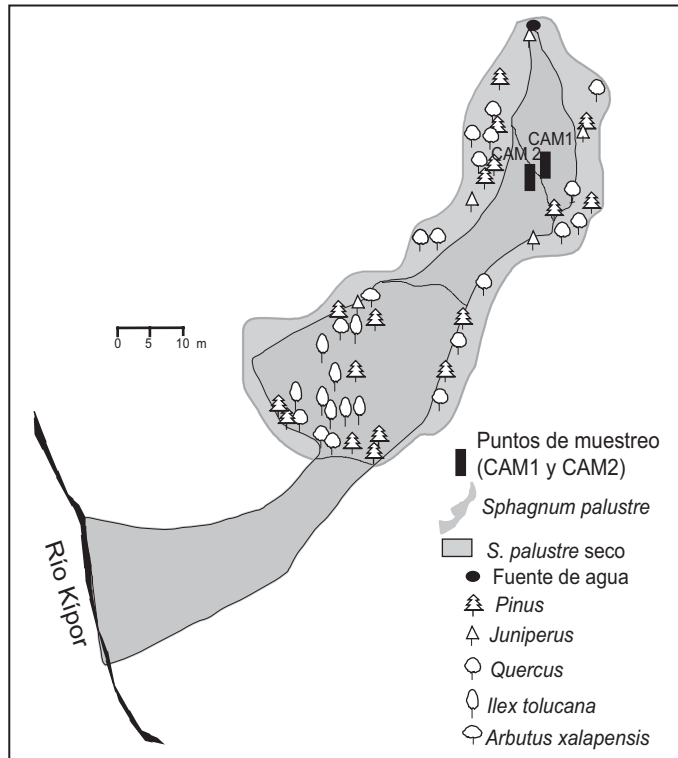 CAM1
CAM 2
0 5 10 m
Río Kípor
Puntos de muestreo
(CAM1 y CAM2)
Sphagnum palustre
S. palustre seco
Fuente de agua
Pinus
Juniperus
Quercus
Ilex tolucana
Arbutus xalapensis